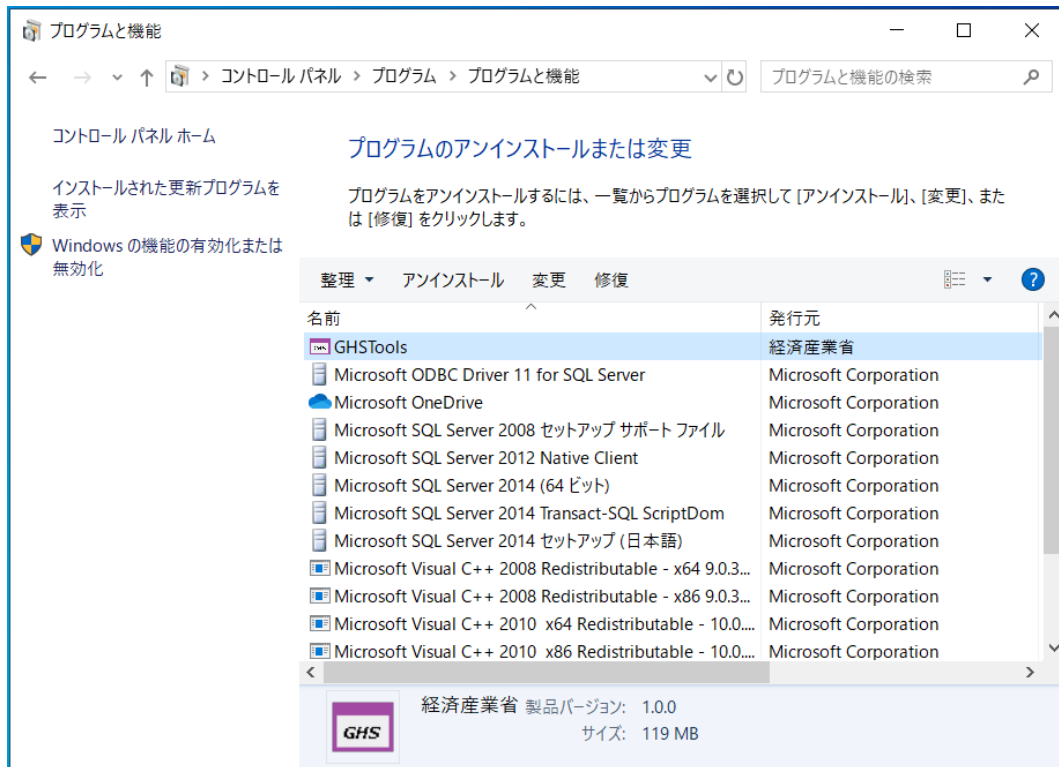 プログラムと機能
コントロール パネル > プログラム > プログラムと機能
プログラムと機能の検索
コントロール パネル ホーム
インストールされた更新プログラムを
表示
Windows の機能の有効化または
無効化
プログラムのアンインストールまたは変更
プログラムをアンインストールするには、一覧からプログラムを選択して [アンインストール]、[変更]、また
は [修復] をクリックします。
整理 アンインストール 変更 修復
名前 発行元
GHSTools 経済産業省
Microsoft ODBC Driver 11 for SQL Server Microsoft Corporation
Microsoft OneDrive Microsoft Corporation
Microsoft SQL Server 2008 セットアップ サポート ファイル Microsoft Corporation
Microsoft SQL Server 2012 Native Client Microsoft Corporation
Microsoft SQL Server 2014 (64 ビット) Microsoft Corporation
Microsoft SQL Server 2014 Transact-SQL ScriptDom Microsoft Corporation
Microsoft SQL Server 2014 セットアップ (日本語) Microsoft Corporation
Microsoft Visual C++ 2008 Redistributable - x64 9.0.3... Microsoft Corporation
Microsoft Visual C++ 2008 Redistributable - x86 9.0.3... Microsoft Corporation
Microsoft Visual C++ 2010 x64 Redistributable - 10.0.... Microsoft Corporation
Microsoft Visual C++ 2010 x86 Redistributable - 10.0.... Microsoft Corporation
GHS
経済産業省 製品バージョン: 1.0.0
サイズ: 119 MB